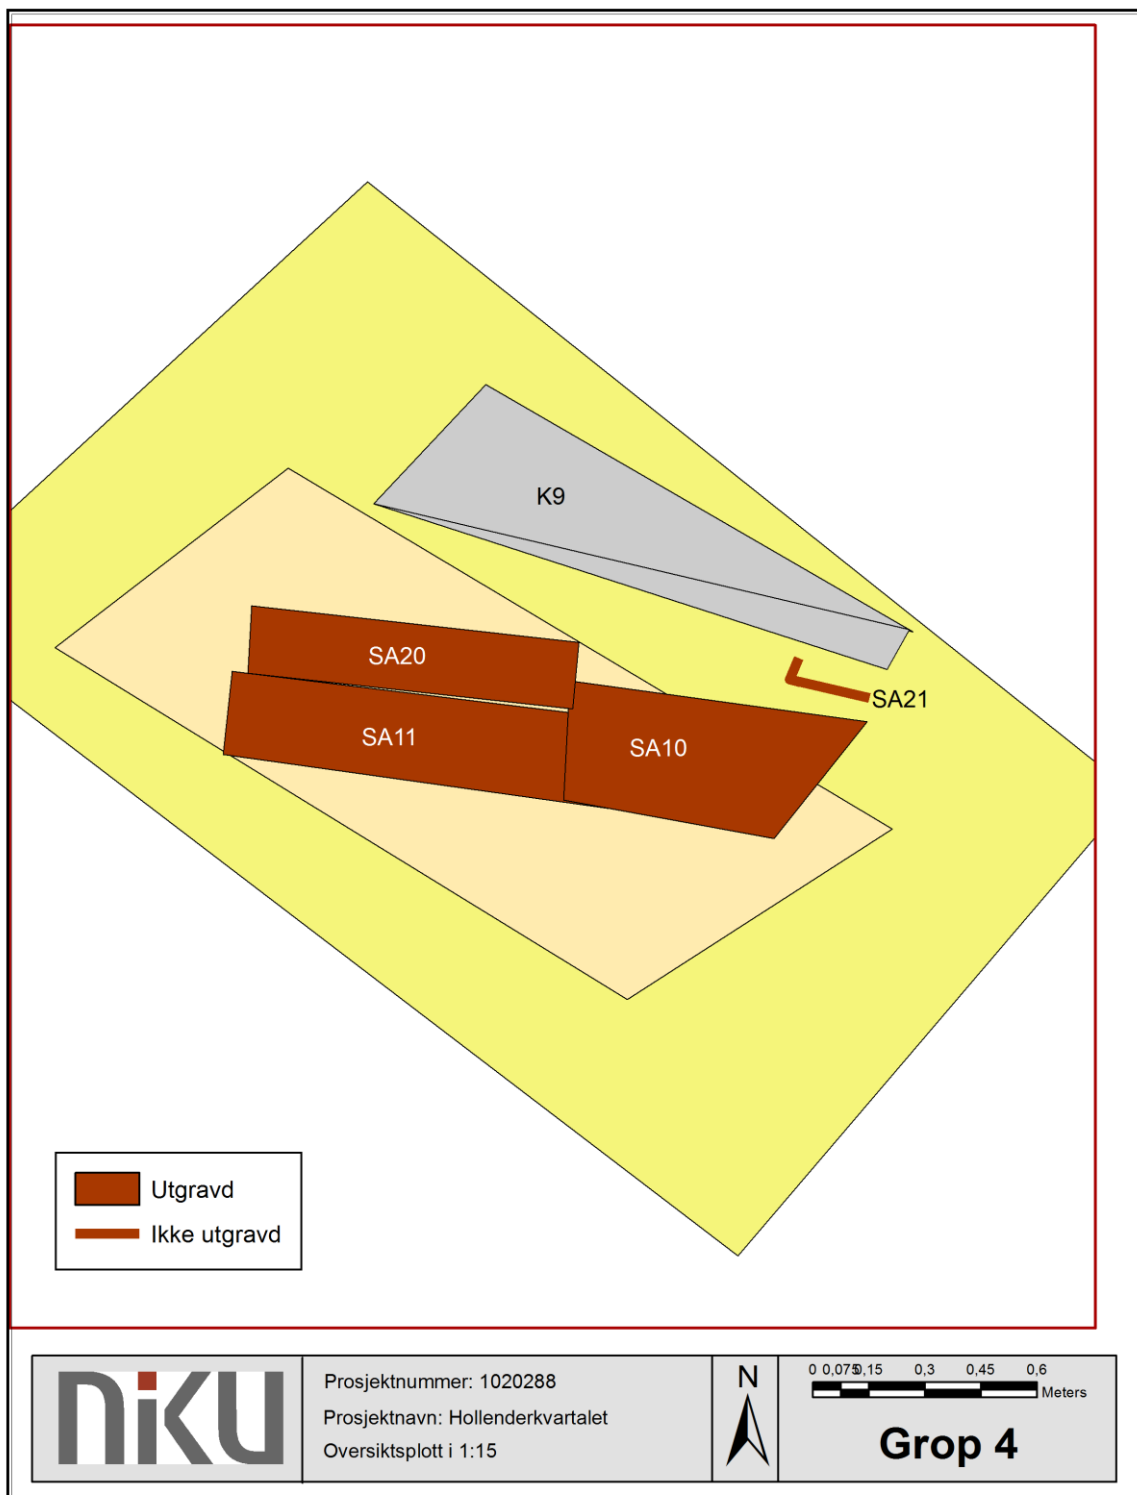 K9
SA20
SA21
SA11
SA10
Utgravd
Ikke utgravd
NIKU
Prosjektnummer: 1020288
Prosjektnavn: Hollenderkvartalet
Oversiktsplott i 1:15
N
0 0,075 0,15 0,3 0,45 0,6
Meters
Grop 4